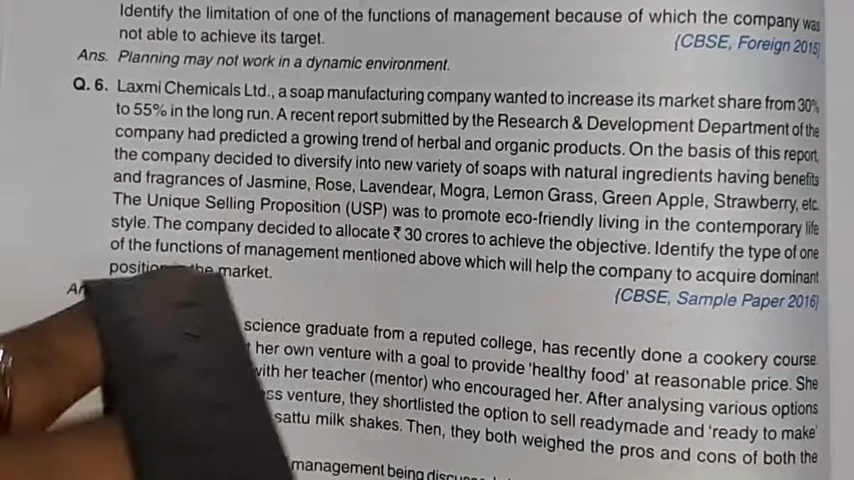 Identify the limitation of one of the functions of management because of which the company was
not able to achieve its target. {CBSE, Foreign 2015}
Ans. Planning may not work in a dynamic environment.
Q. 6. Laxmi Chemicals Ltd., a soap manufacturing company wanted to increase its market share from 30%
to 55% in the long run. A recent report submitted by the Research & Development Department of the
company had predicted a growing trend of herbal and organic products. On the basis of this report,
the company decided to diversify into new variety of soaps with natural ingredients having benefits
and fragrances of Jasmine, Rose, Lavendear, Mogra, Lemon Grass, Green Apple, Strawberry, etc.
The Unique Selling Proposition (USP) was to promote eco-friendly living in the contemporary life
style. The company decided to allocate ₹ 30 crores to achieve the objective. Identify the type of one
of the functions of management mentioned above which will help the company to acquire dominant
position in the market. {CBSE, Sample Paper 2016}
science graduate from a reputed college, has recently done a cookery course.
her own venture with a goal to provide 'healthy food' at reasonable price. She
with her teacher (mentor) who encouraged her. After analysing various options
venture, they shortlisted the option to sell readymade and 'ready to make'
sattu milk shakes. Then, they both weighed the pros and cons of both the
management being